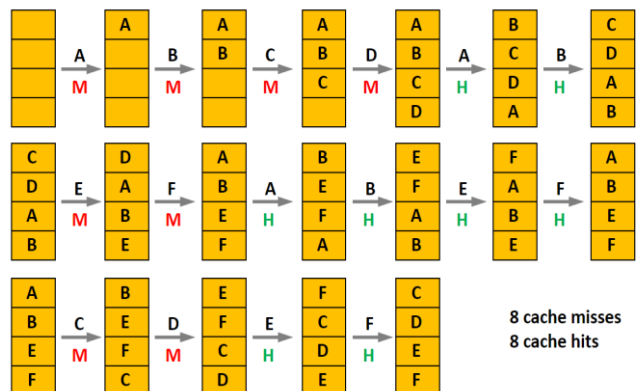 A A A A B C
B B B C D
A B C D A B
C C D A
M M M M H H
D A B
C D A B E F A
D A B E F A B
E F A B E F
A B E F A B E
M M H H H H
B E F A B E F
A B E F C
B E F C D
8 cache misses
C D E F
8 cache hits
E F C D E
M M H H
F C D E F